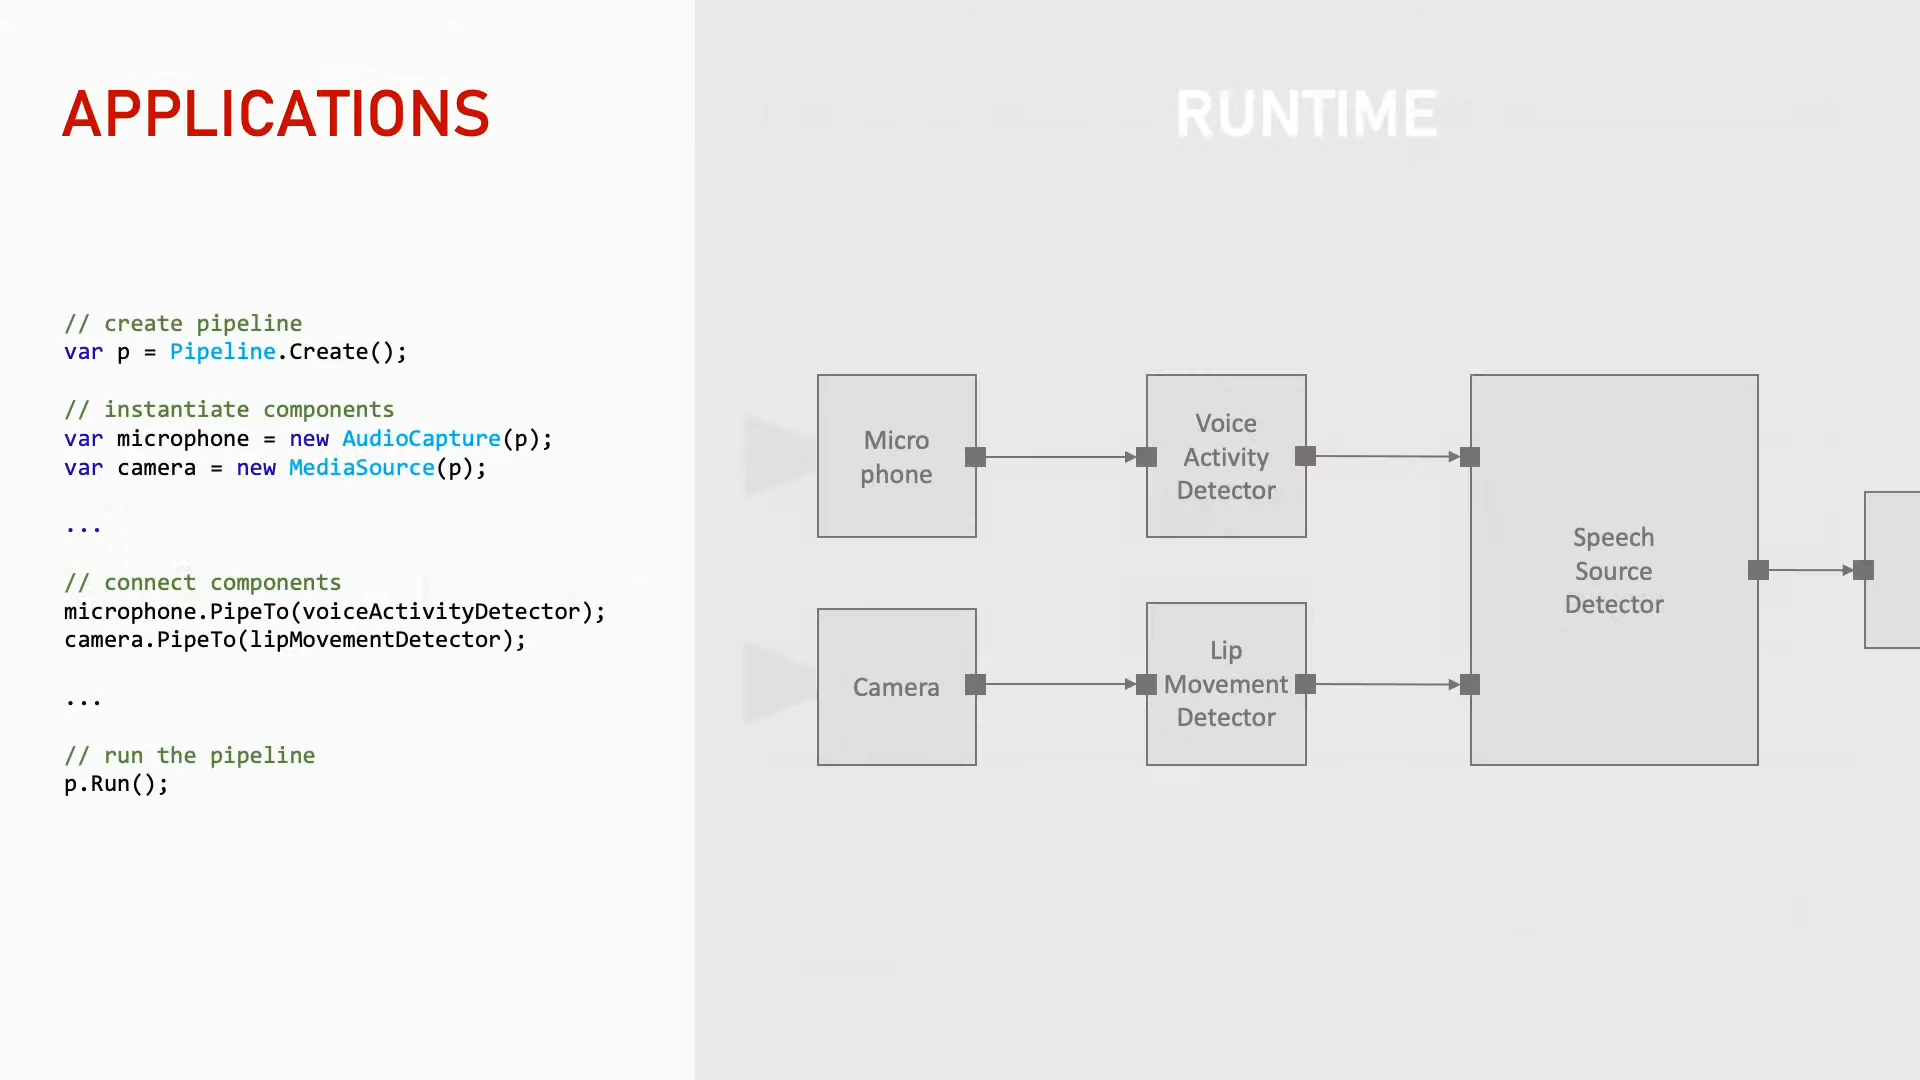 APPLICATIONS
// create pipeline
var p = Pipeline.Create();
// instantiate components
var microphone = new AudioCapture(p);
var camera = new MediaSource(p);
...
// connect components
microphone.PipeTo(voiceActivityDetector);
camera.PipeTo(lipMovementDetector);
...
// run the pipeline
p.Run();
RUNTIME
Micro
phone
Voice
Activity
Detector
Camera
Lip
Movement
Detector
Speech
Source
Detector